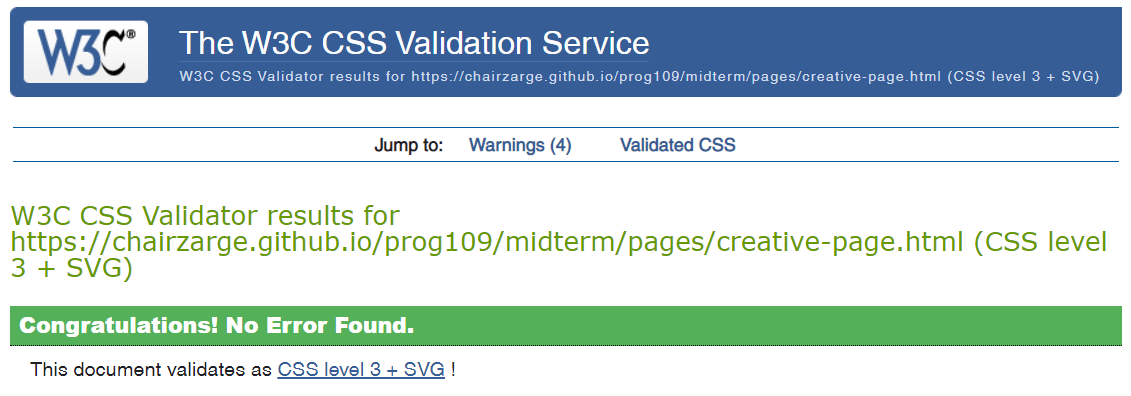 W3C®
The W3C CSS Validation Service
W3C CSS Validator results for https://chairzarge.github.io/prog109/midterm/pages/creative-page.html (CSS level 3 + SVG)
Jump to: Warnings (4) Validated CSS
W3C CSS Validator results for
https://chairzarge.github.io/prog109/midterm/pages/creative-page.html (CSS level
3 + SVG)
Congratulations! No Error Found.
This document validates as CSS level 3 + SVG !